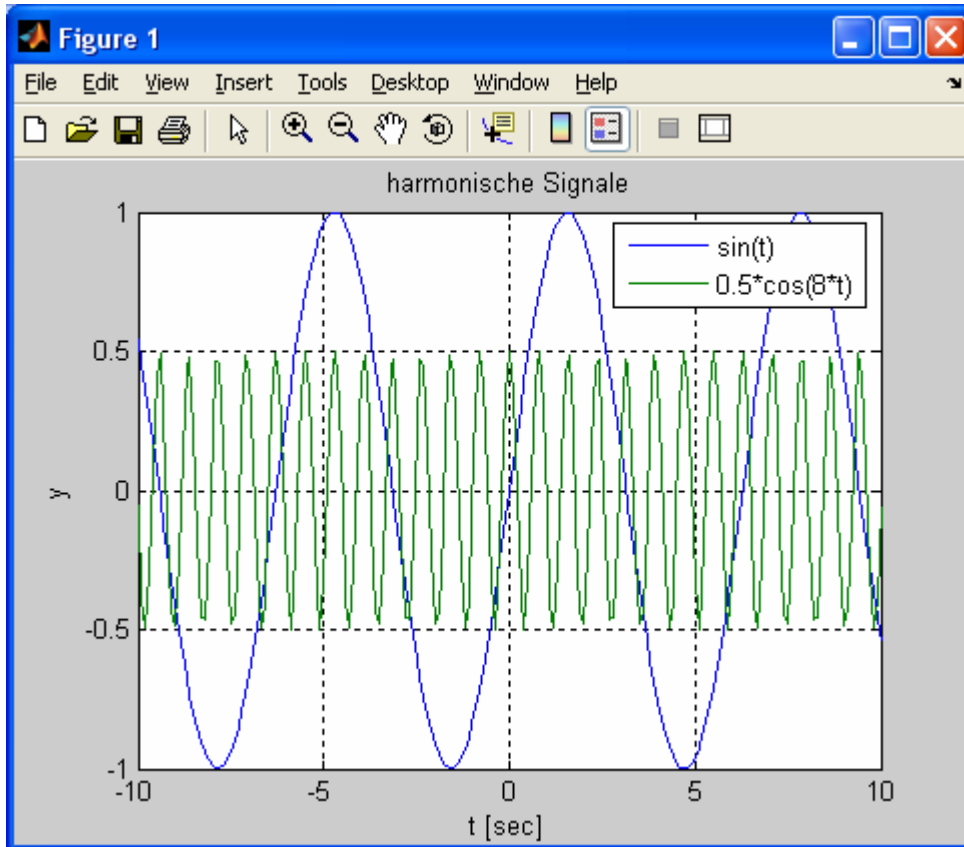 Figure 1
File Edit View Insert Tools Desktop Window Help
harmonische Signale
sin(t)
0.5*cos(8*t)
1
0.5
0
-0.5
-1
y
-10 -5 0 5 10
t [sec]